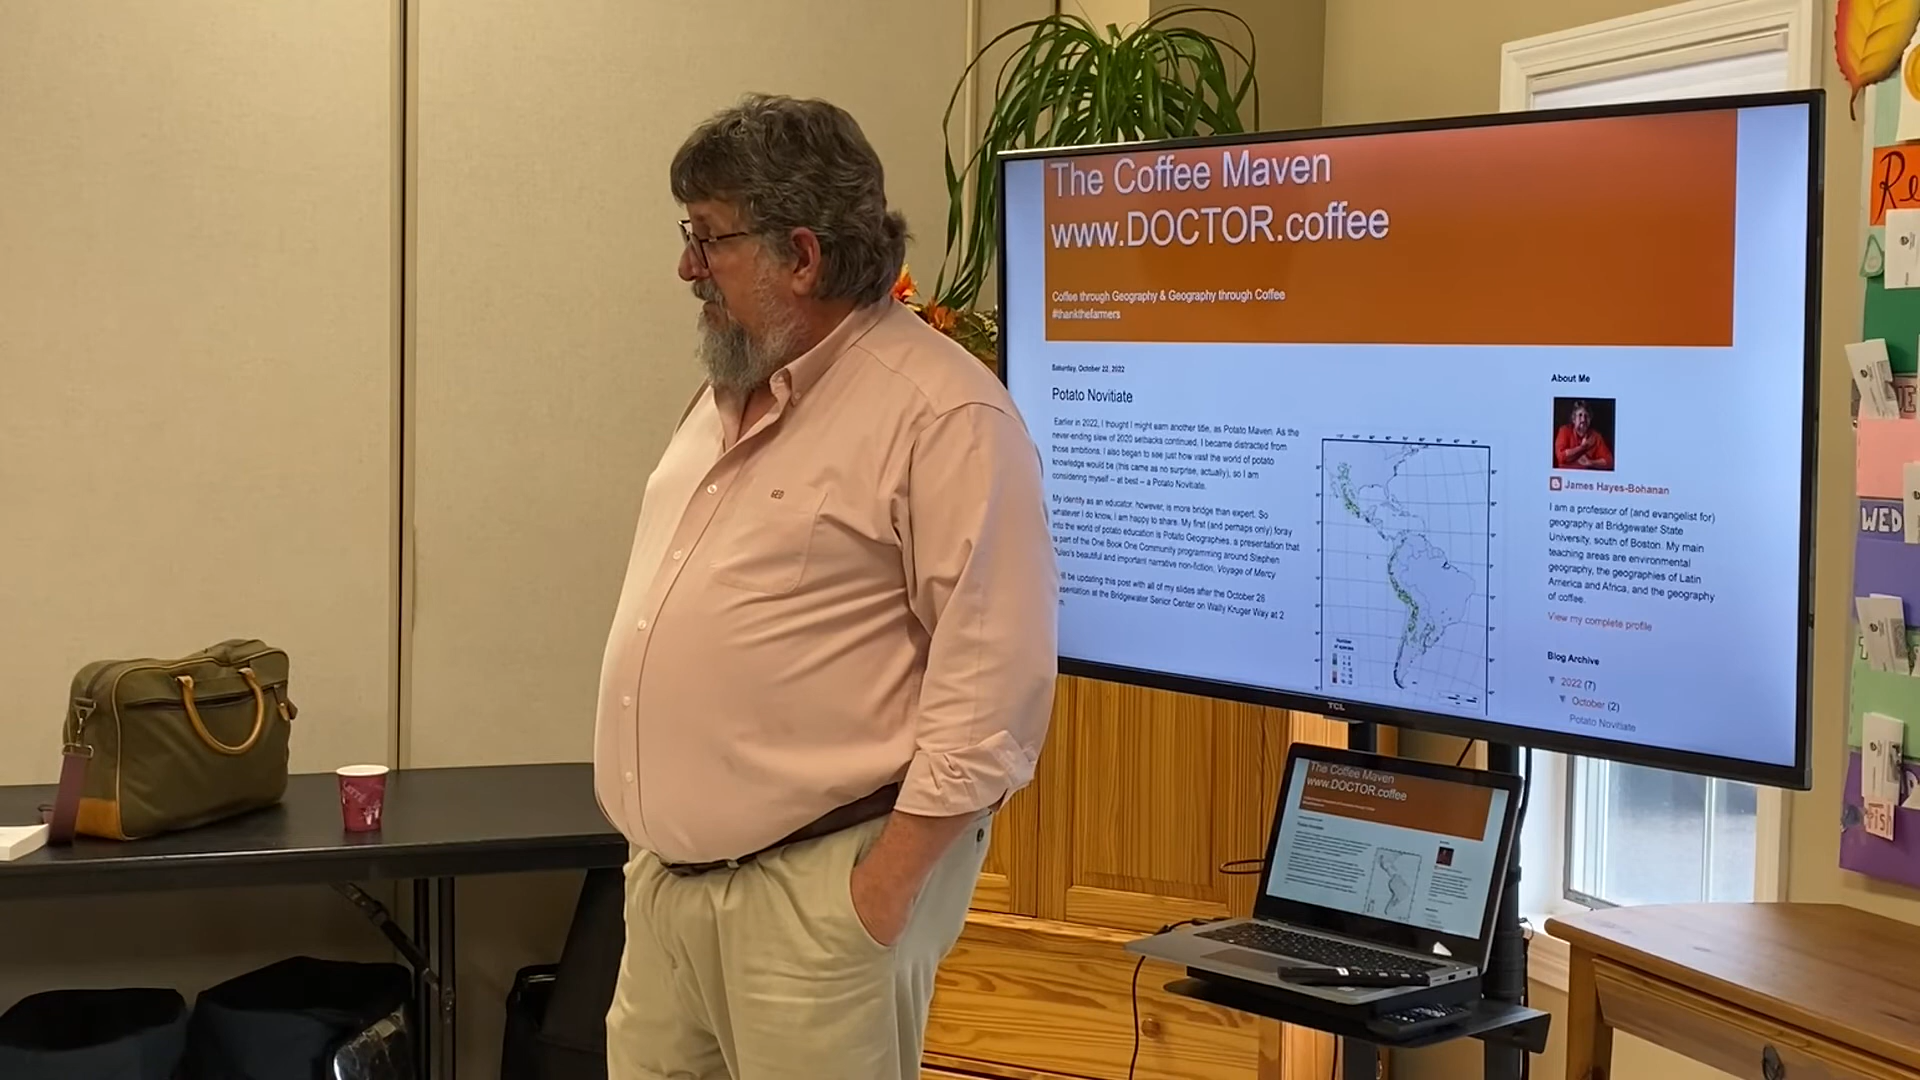 The Coffee Maven
www.DOCTOR.coffee
Coffee through Geography & Geography through Coffee
#thankthefarmers
Saturday, October 22, 2022
Potato Novitiate
Earlier in 2022, I thought I might earn another title, as Potato Maven. As the
never-ending slew of 2020 setbacks continued, I became distracted from
those ambitions. I also began to see just how vast the world of potato
knowledge would be (this came as no surprise, actually), so I am
considering myself -- at best -- a Potato Novitiate.
My identity as an educator, however, is more bridge than expert. So
whatever I do know, I am happy to share. My first (and perhaps only) foray
into the world of potato education is Potato Geographies, a presentation that
is part of the One Book One Community programming around Stephen
Puleo's beautiful and important narrative non-fiction, Voyage of Mercy
be updating this post with all of my slides after the October 26
at the Bridgewater Senior Center on Wally Kruger Way at 2
About Me
James Hayes-Bohanan
I am a professor of (and evangelist for)
geography at Bridgewater State
University, south of Boston. My main
teaching areas are environmental
geography, the geographies of Latin
America and Africa, and the geography
of coffee.
View my complete profile
Blog Archive
2022 (7)
October (2)
Potato Novitiate
TCL
GEO
The Coffee Maven
www.DOCTOR.coffee
WED